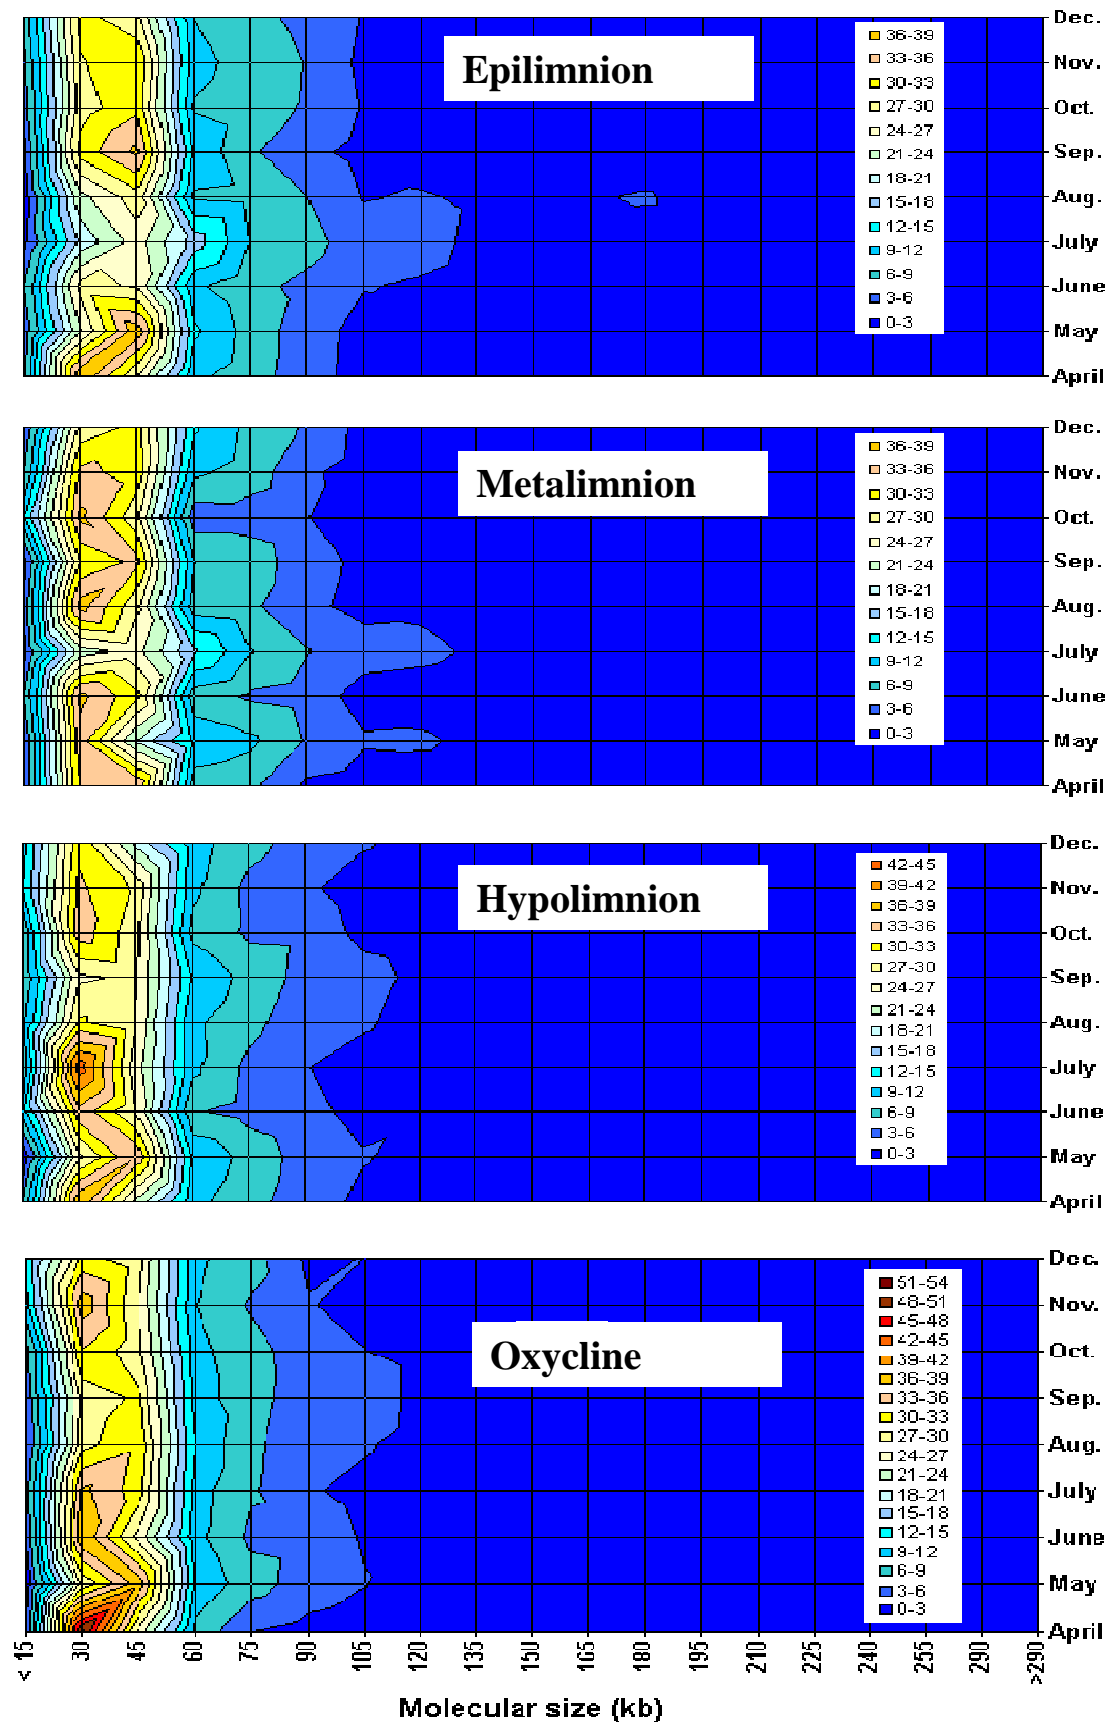 Epilimnion
36-39
33-36
30-33
27-30
24-27
21-24
18-21
15-18
12-15
9-12
6-9
3-6
0-3
Dec.
Nov.
Oct.
Sep.
Aug.
July
June
May
April
Metalimnion
36-39
33-36
30-33
27-30
24-27
21-24
18-21
15-18
12-15
9-12
6-9
3-6
0-3
Dec.
Nov.
Oct.
Sep.
Aug.
July
June
May
April
Hypolimnion
42-45
39-42
36-39
33-36
30-33
27-30
24-27
21-24
18-21
15-18
12-15
9-12
6-9
3-6
0-3
Dec.
Nov.
Oct.
Sep.
Aug.
July
June
May
April
Oxycline
51-54
48-51
45-48
42-45
39-42
36-39
33-36
30-33
27-30
24-27
21-24
18-21
15-18
12-15
9-12
6-9
3-6
0-3
Dec.
Nov.
Oct.
Sep.
Aug.
July
June
May
April
< 15 30 45 60 75 90 105 120 135 150 165 180 195 210 225 240 256 290 >290
Molecular size (kb)